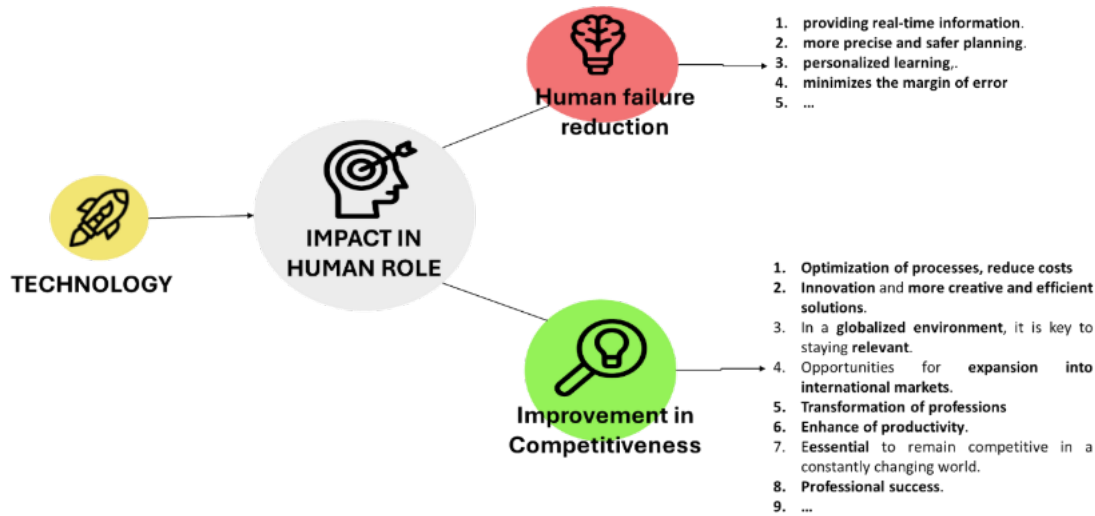 TECHNOLOGY
IMPACT IN
HUMAN ROLE
Human failure
reduction
1. providing real-time information.
2. more precise and safer planning.
3. personalized learning,.
4. minimizes the margin of error
5. ...
Improvement in
Competitiveness
1. Optimization of processes, reduce costs
2. Innovation and more creative and efficient
solutions.
3. In a globalized environment, it is key to
staying relevant.
4. Opportunities for expansion into
international markets.
5. Transformation of professions
6. Enhance of productivity.
7. Eessential to remain competitive in a
constantly changing world.
8. Professional success.
9. ...